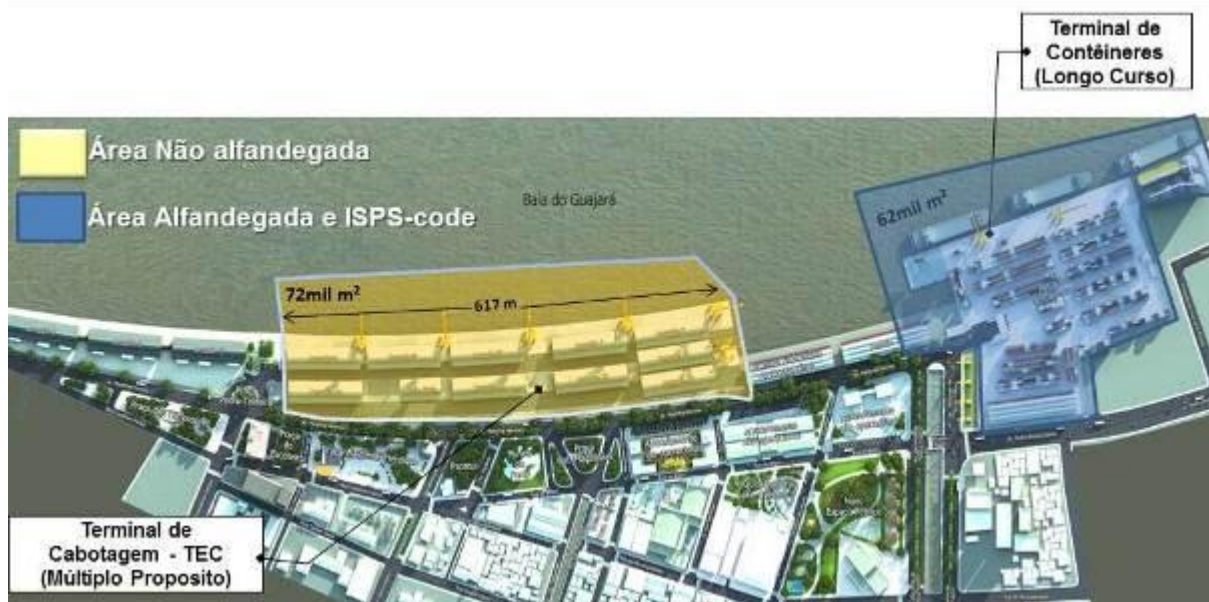 Terminal de
Contêineres
(Longo Curso)
Área Não alfandegada
Área Alfandegada e ISPS-code
Baia do Guajará
62mil m²
72mil m²
617 m
Terminal de
Cabotagem - TEC
(Múltiplo Proposito)